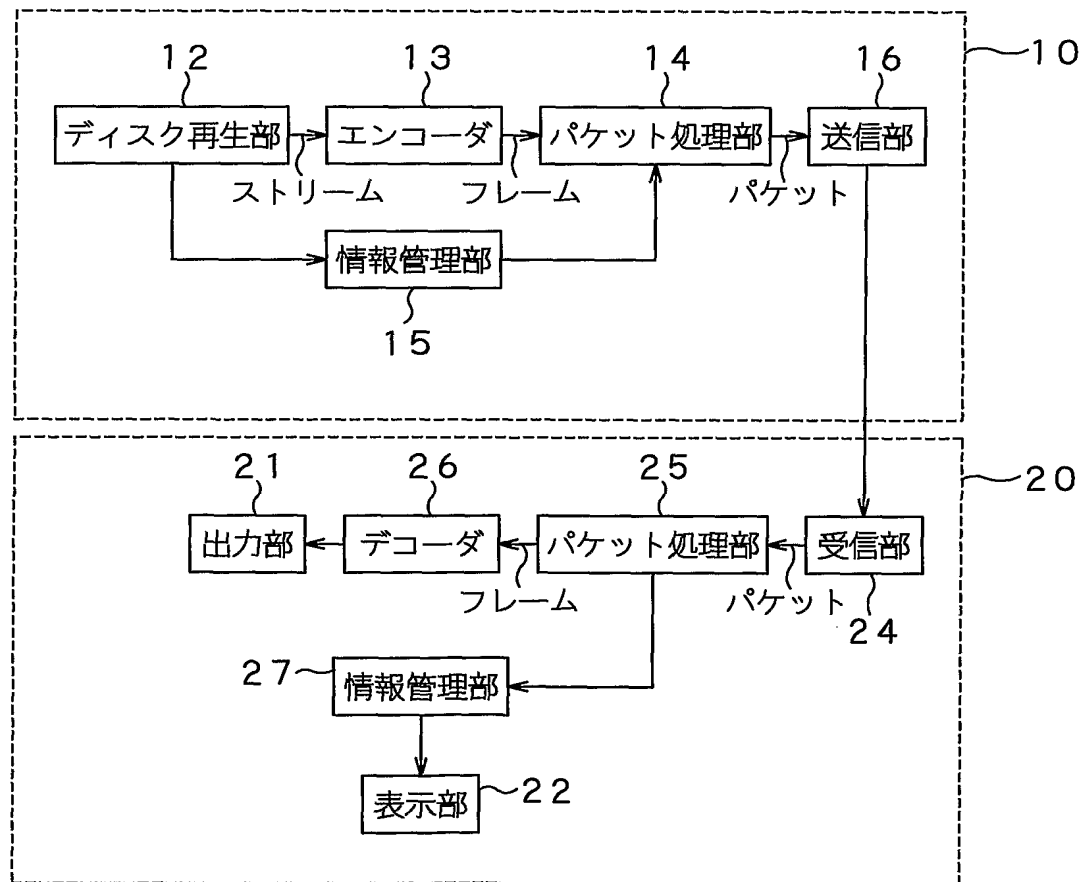 10
12
13
14
16
ディスク再生部
エンコーダ
パケット処理部
送信部
ストリーム
フレーム
パケット
情報管理部
15
20
21
26
25
出力部
デコーダ
パケット処理部
受信部
フレーム
パケット
24
27
情報管理部
表示部
22